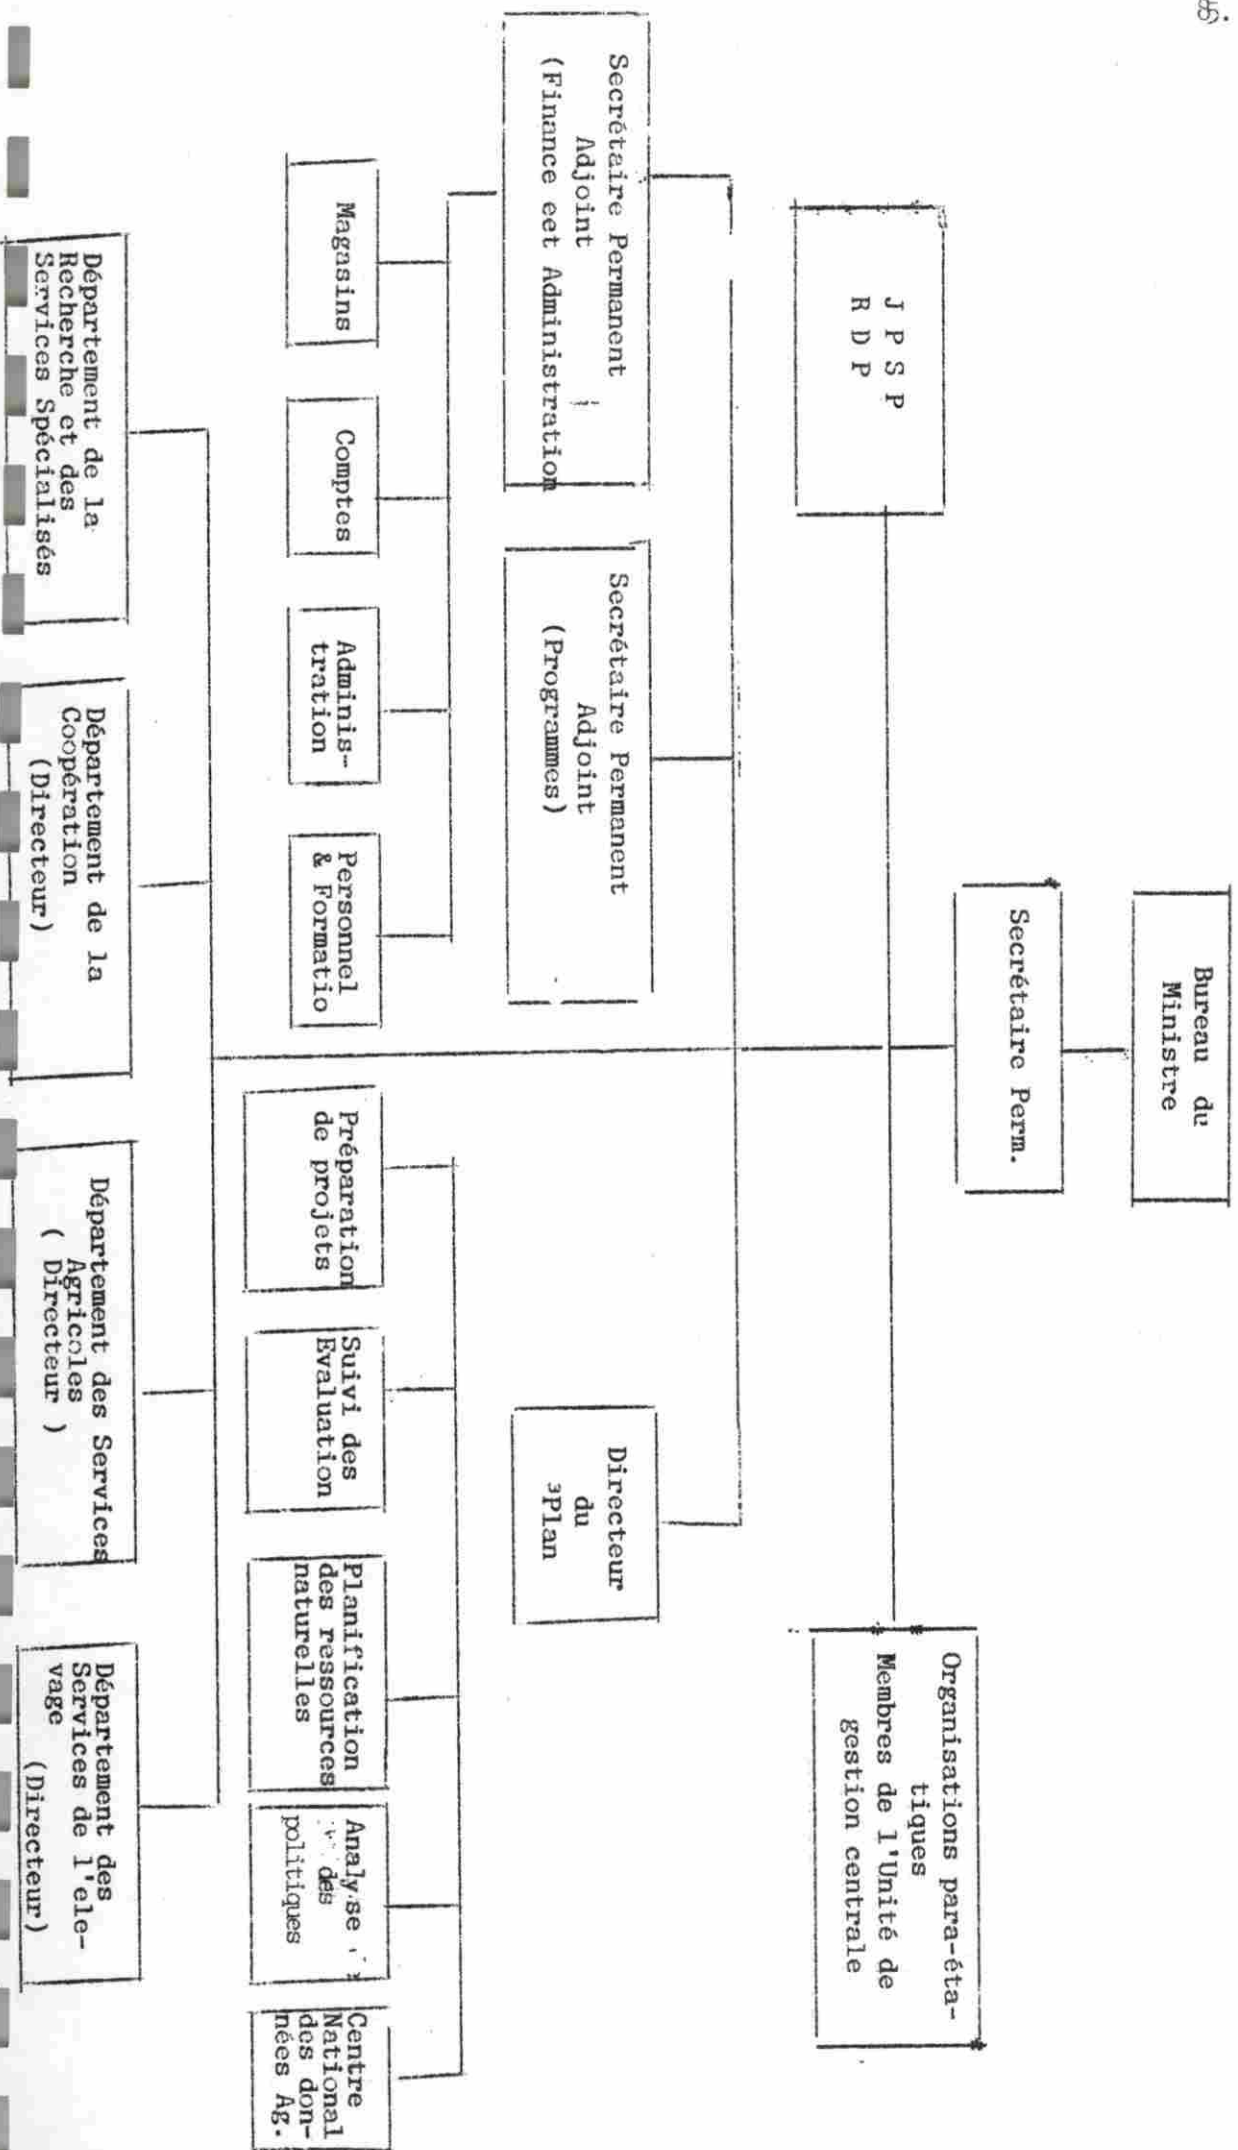 86.
Bureau du
Ministre
Secrétaire Perm.
J P S P
R D P
Organisations para-éta-
tiques
Membres de l'Unité de
gestion centrale
Secrétaire Permanent
Adjoint
(Finance eet Administration
Secrétaire Permanent
Adjoint
(Programmes)
Directeur
du
³Plan
Magasins
Comptes
Adminis-
tration
Personnel
& Formatio
Préparation
de projets
Suivi des
Evaluation
Planification
des ressources
naturelles
Analyse
des
politiques
Centre
National
des don-
nées Ag.
Département de la
Recherche et des
Services Spécialisés
Département de la
Coopération
(Directeur)
Département des Services
Agricoles
( Directeur )
Département des
Services de l'ele-
vage
(Directeur)